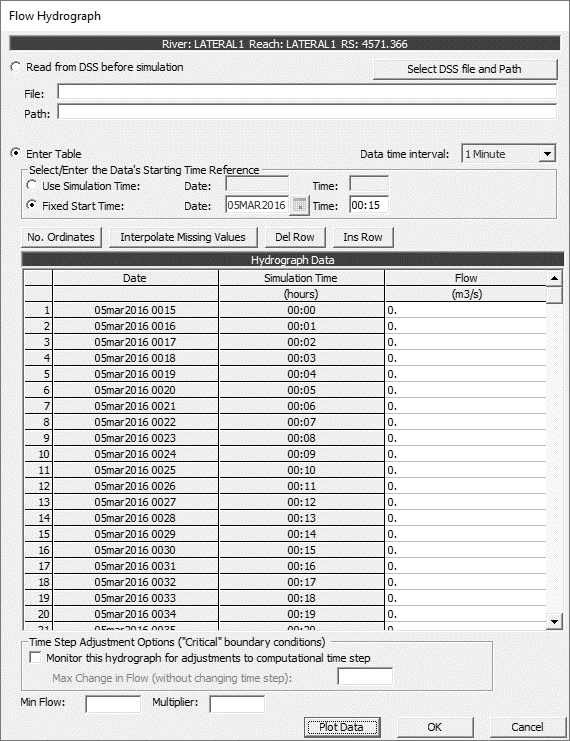 Flow Hydrograph
River: LATERAL1 Reach: LATERAL1 RS: 4571.366
Read from DSS before simulation
Select DSS file and Path
File:
Path:
Enter Table
Data time interval: 1 Minute
Select/Enter the Data's Starting Time Reference
Use Simulation Time: Date: Time:
Fixed Start Time: Date: 05MAR2016 Time: 00:15
No. Ordinates Interpolate Missing Values Del Row Ins Row
Hydrograph Data
Date Simulation Time Flow
(hours) (m3/s)
1 05mar2016 0015 00:00 0.
2 05mar2016 0016 00:01 0.
3 05mar2016 0017 00:02 0.
4 05mar2016 0018 00:03 0.
5 05mar2016 0019 00:04 0.
6 05mar2016 0020 00:05 0.
7 05mar2016 0021 00:06 0.
8 05mar2016 0022 00:07 0.
9 05mar2016 0023 00:08 0.
10 05mar2016 0024 00:09 0.
11 05mar2016 0025 00:10 0.
12 05mar2016 0026 00:11 0.
13 05mar2016 0027 00:12 0.
14 05mar2016 0028 00:13 0.
15 05mar2016 0029 00:14 0.
16 05mar2016 0030 00:15 0.
17 05mar2016 0031 00:16 0.
18 05mar2016 0032 00:17 0.
19 05mar2016 0033 00:18 0.
20 05mar2016 0034 00:19 0.
21 05mar2016 0035 00:20 0.
Time Step Adjustment Options ("Critical" boundary conditions)
Monitor this hydrograph for adjustments to computational time step
Max Change in Flow (without changing time step):
Min Flow: Multiplier:
Plot Data OK Cancel